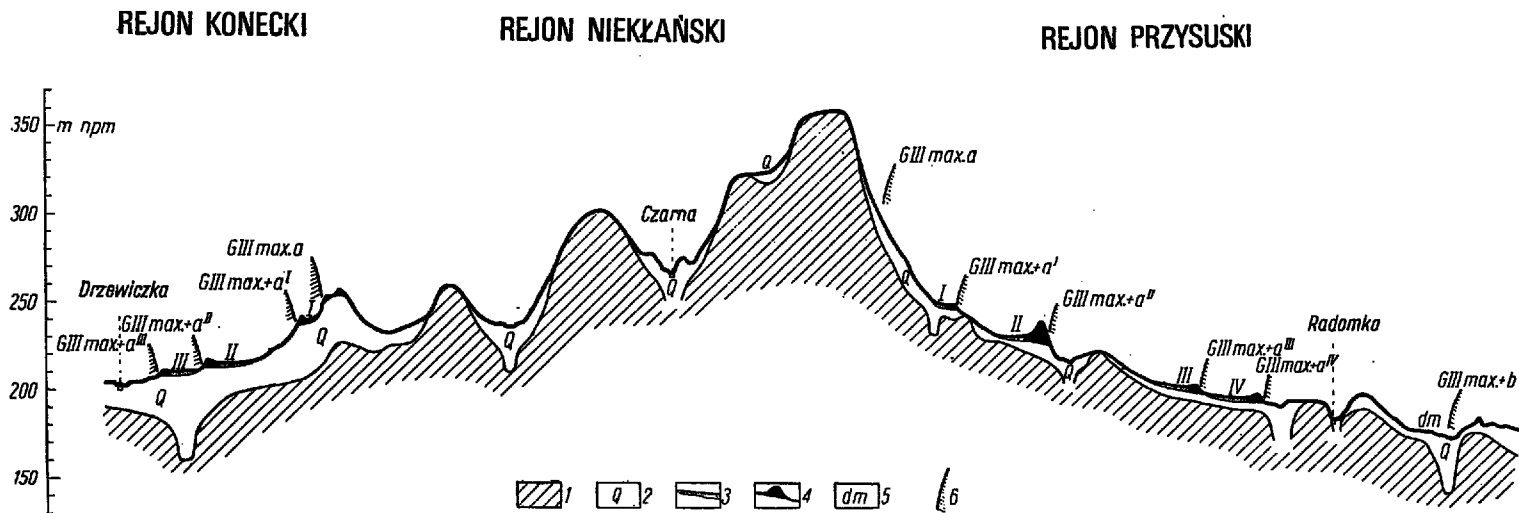 REJON KONECKI
REJON NIEKŁAŃSKI
REJON PRZYSUSKI
350
m npm
300
250
200
150
Drzewiczka
GIII max.+a^III
GIII max.+a^II
GIII max.+a^I
GIII max.a
III
II
I
Q
Q
Q
Czarna
Q
Q
GIII max.a
Q
I
GIII max.+a^I
II
GIII max.+a^II
Q
III
GIII max.+a^III
IV
GIII max.+a^IV
Radomka
dm
Q
GIII max.+b
1
Q 2
3
4
dm 5
6